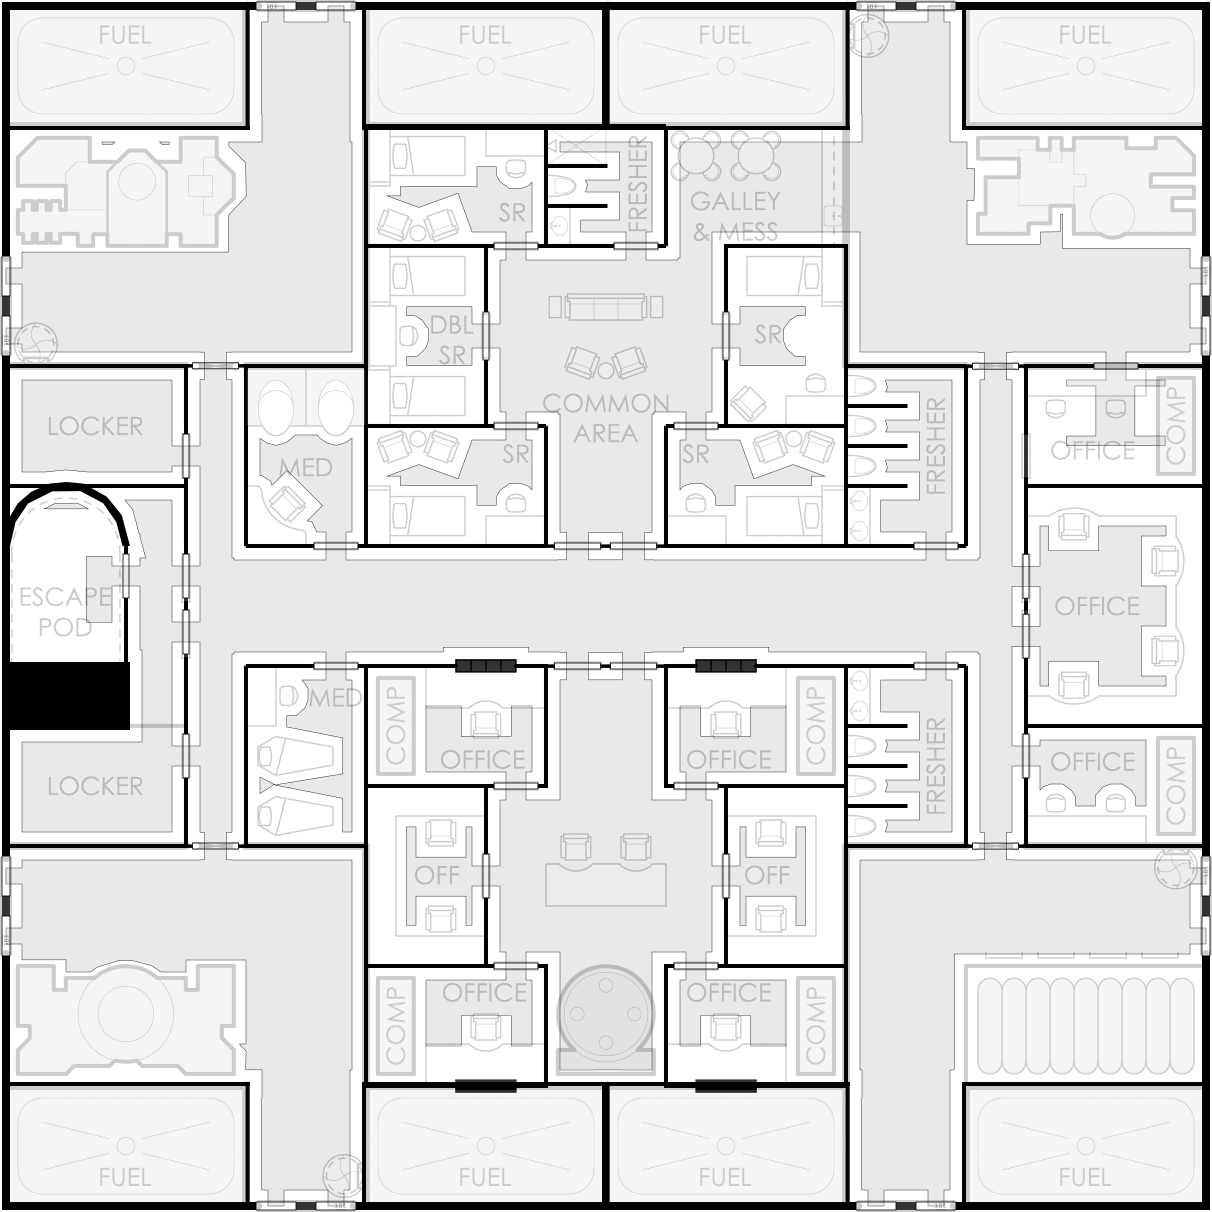 FUEL
FUEL
FUEL
FUEL
FRESHER
SR
GALLEY
& MESS
DBL
SR
SR
COMMON
AREA
LOCKER
MED
SR
SR
FRESHER
OFFICE
COMP
ESCAPE
POD
OFFICE
MED
COMP
OFFICE
OFFICE
COMP
FRESHER
OFFICE
COMP
LOCKER
OFF
OFF
COMP
OFFICE
OFFICE
COMP
FUEL
FUEL
FUEL
FUEL